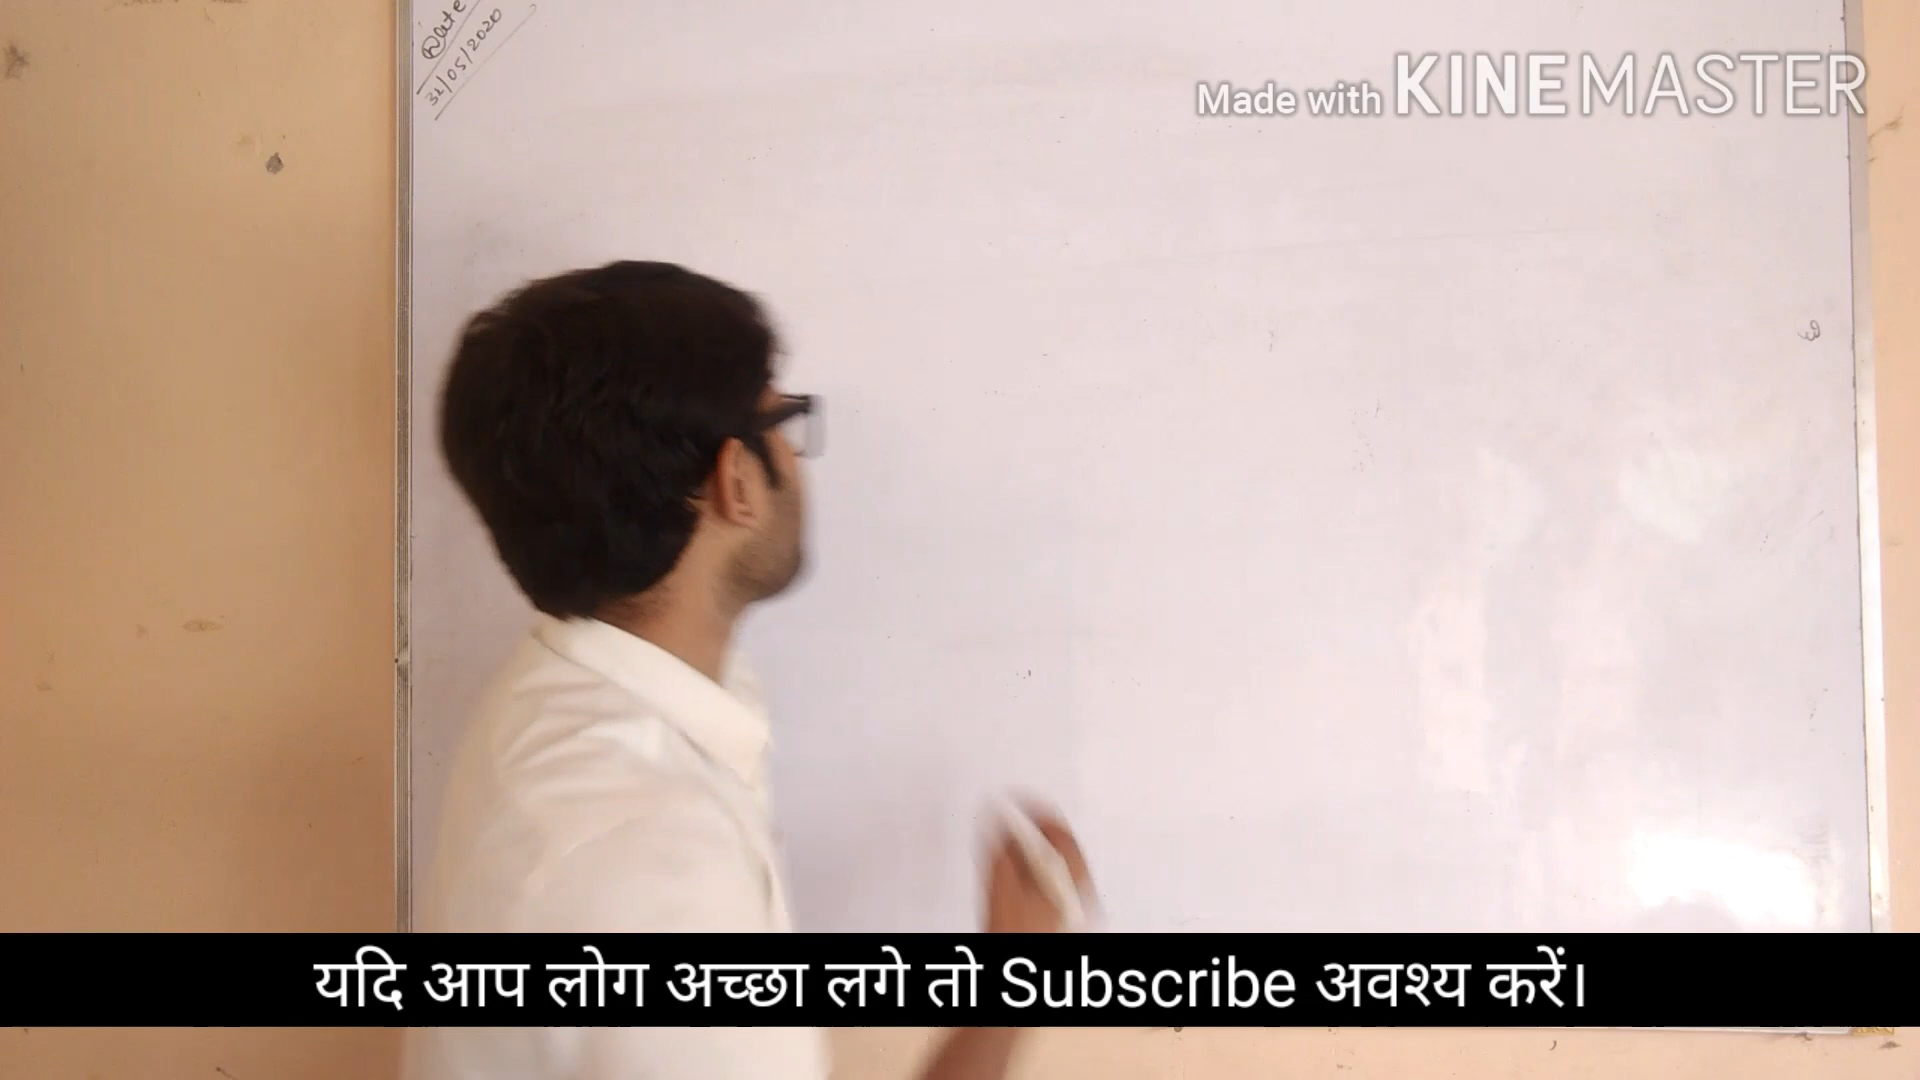 Date
31/05/2020
Made with KINEMASTER
यदि आप लोग अच्छा लगे तो Subscribe अवश्य करें।